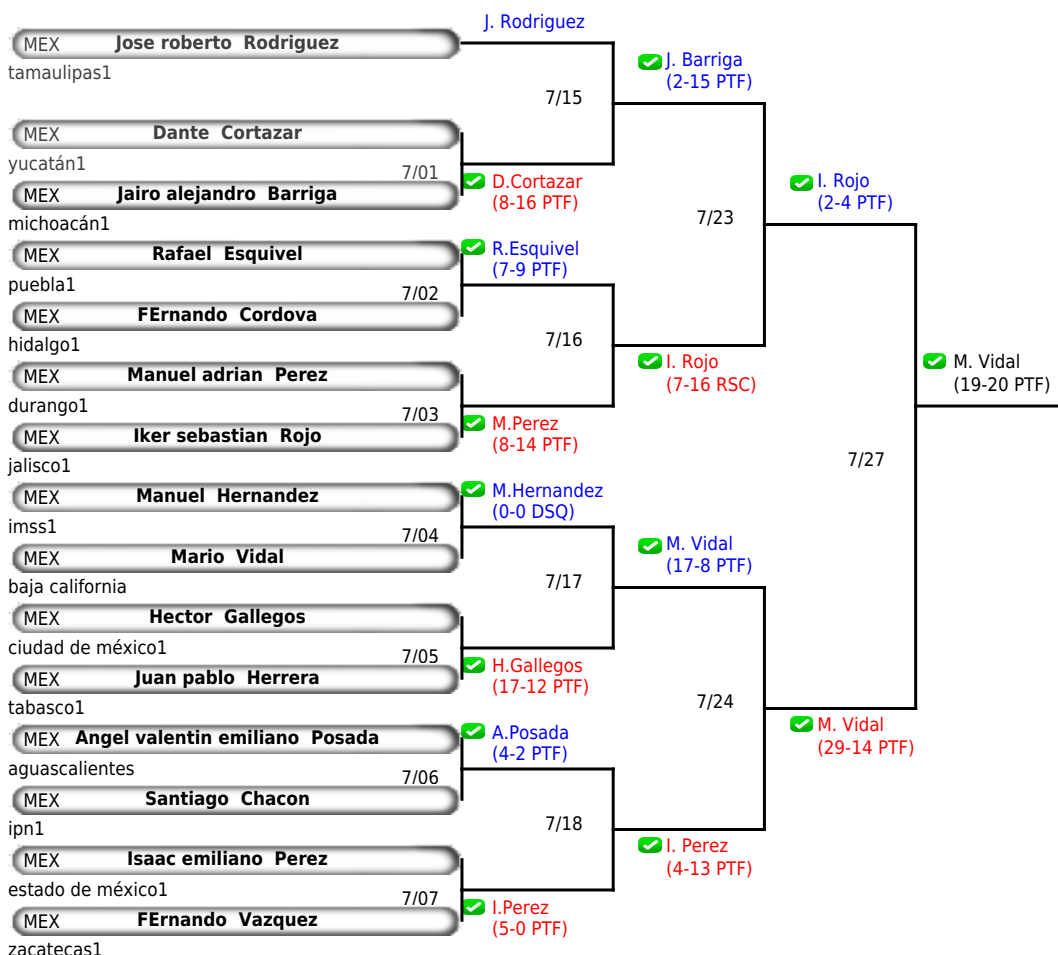 J. Rodriguez
MEX Jose roberto Rodriguez
tamaulipas1
J. Barriga
(2-15 PTF)
7/15
MEX Dante Cortazar
yucatán1
7/01
MEX Jairo alejandro Barriga
D.Cortazar
(8-16 PTF)
I. Rojo
(2-4 PTF)
michoacán1
7/23
MEX Rafael Esquivel
R.Esquivel
(7-9 PTF)
puebla1
7/02
MEX FErnando Cordova
hidalgo1
7/16
MEX Manuel adrian Perez
I. Rojo
(7-16 RSC)
M. Vidal
(19-20 PTF)
durango1
7/03
MEX Iker sebastian Rojo
M.Perez
(8-14 PTF)
jalisco1
7/27
MEX Manuel Hernandez
M.Hernandez
(0-0 DSQ)
imss1
7/04
MEX Mario Vidal
M. Vidal
(17-8 PTF)
baja california
7/17
MEX Hector Gallegos
ciudad de méxico1
7/05
MEX Juan pablo Herrera
H.Gallegos
(17-12 PTF)
tabasco1
7/24
MEX Angel valentin emiliano Posada
A.Posada
(4-2 PTF)
M. Vidal
(29-14 PTF)
aguascalientes
7/06
MEX Santiago Chacon
ipn1
7/18
MEX Isaac emiliano Perez
I. Perez
(4-13 PTF)
estado de méxico1
7/07
MEX FErnando Vazquez
I.Perez
(5-0 PTF)
zacatecas1